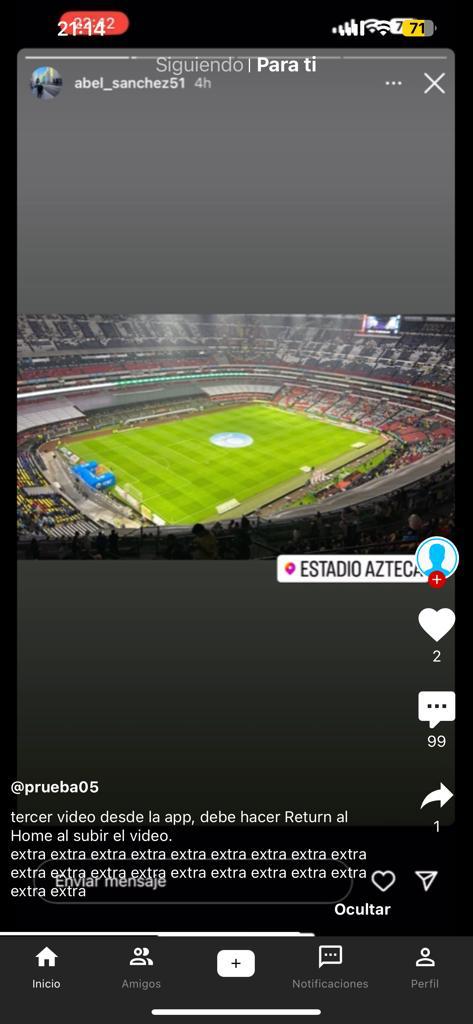 21:14
22:42
71
Siguiendo | Para ti
abel_sanchez51 4h
ESTADIO AZTECA
2
99
@prueba05
1
tercer video desde la app, debe hacer Return al
Home al subir el video.
extra extra extra extra extra extra extra extra extra
extra extra extra extra extra extra extra extra extra
Enviar mensaje
extra extra
Ocultar
Inicio
Amigos
Notificaciones
Perfil